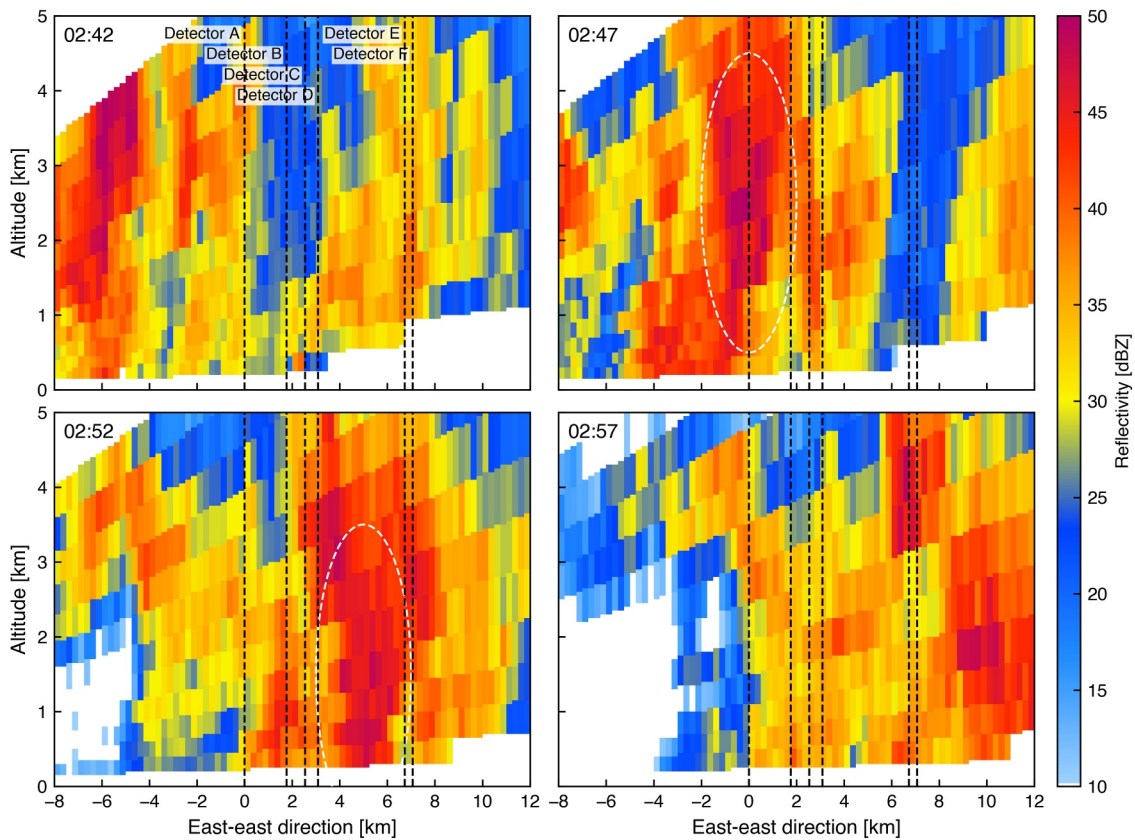 02:42
Detector A
Detector B
Detector C
Detector D
Detector E
Detector F
Altitude [km]
5
4
3
2
1
0
02:47
50
45
40
35
30
25
20
15
10
Reflectivity [dBZ]
02:52
Altitude [km]
5
4
3
2
1
0
−8 −6 −4 −2 0 2 4 6 8 10 12
East-east direction [km]
02:57
−8 −6 −4 −2 0 2 4 6 8 10 12
East-east direction [km]